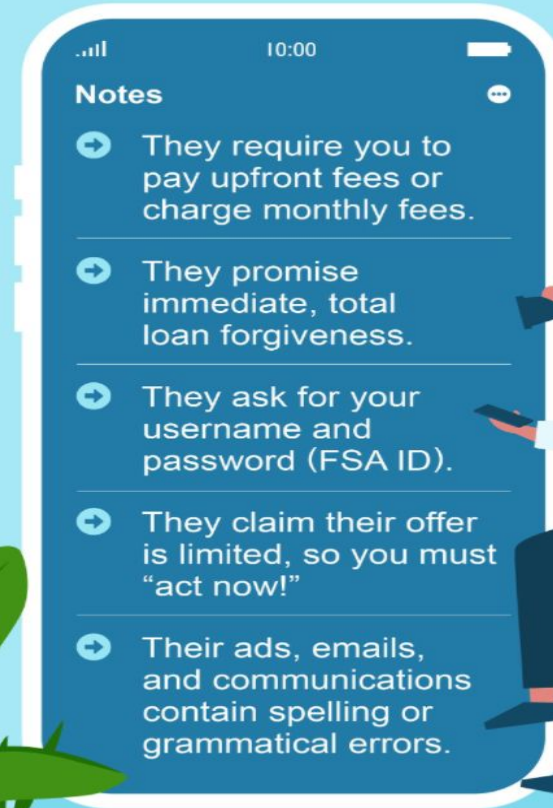 10:00
Notes
They require you to
pay upfront fees or
charge monthly fees.
They promise
immediate, total
loan forgiveness.
They ask for your
username and
password (FSA ID).
They claim their offer
is limited, so you must
“act now!”
Their ads, emails,
and communications
contain spelling or
grammatical errors.